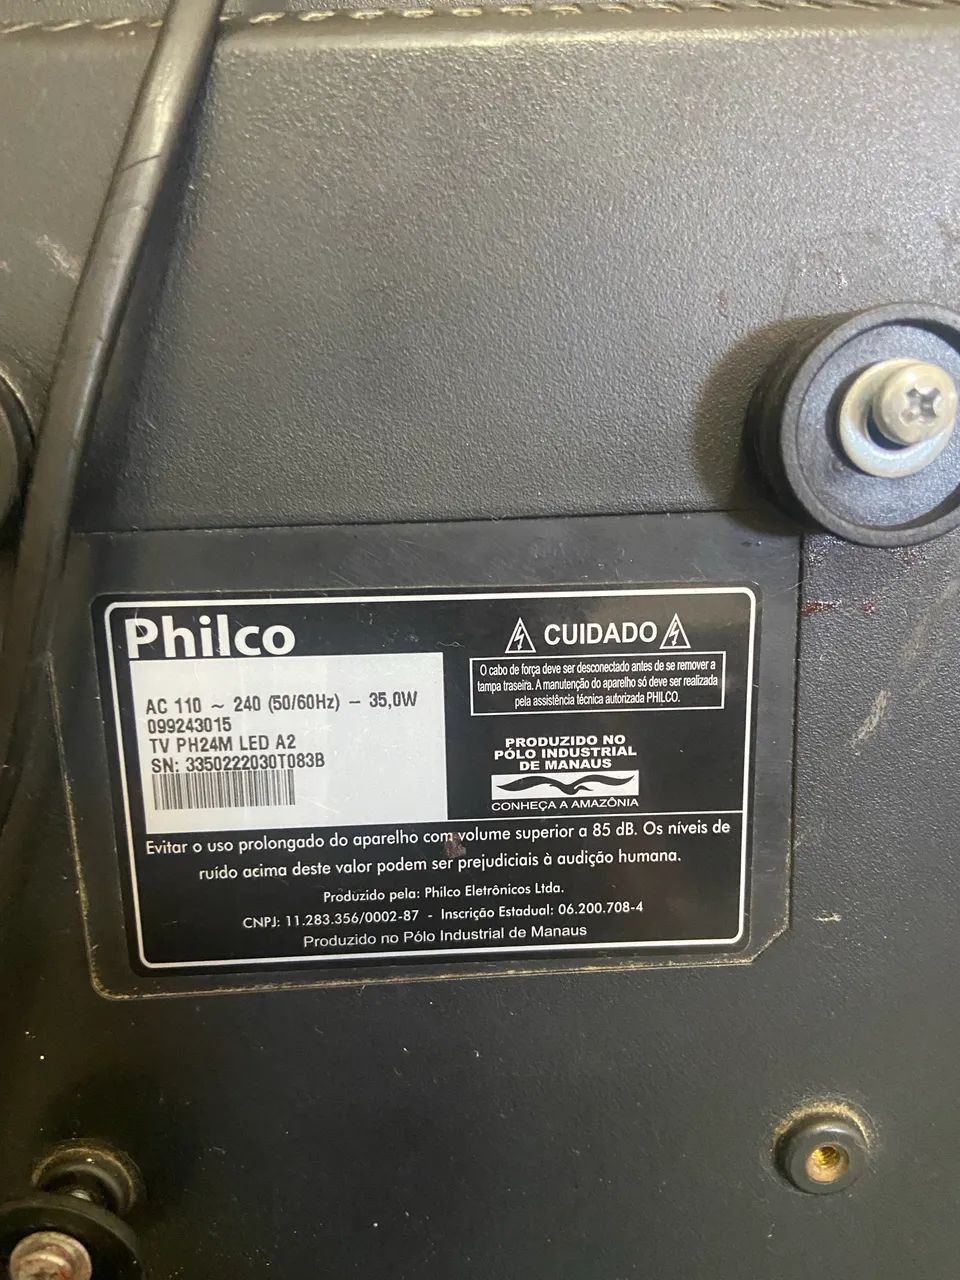 Philco
AC 110 ~ 240 (50/60Hz) – 35,0W
099243015
TV PH24M LED A2
SN: 3350222030T083B
CUIDADO
O cabo de força deve ser desconectado antes de se remover a
tampa traseira. A manutenção do aparelho só deve ser realizada
pela assistência técnica autorizada PHILCO.
PRODUZIDO NO
PÓLO INDUSTRIAL
DE MANAUS
CONHEÇA A AMAZÔNIA
Evitar o uso prolongado do aparelho com volume superior a 85 dB. Os níveis de
ruído acima deste valor podem ser prejudiciais à audição humana.
Produzido pela: Philco Eletrônicos Ltda.
CNPJ: 11.283.356/0002-87 - Inscrição Estadual: 06.200.708-4
Produzido no Pólo Industrial de Manaus